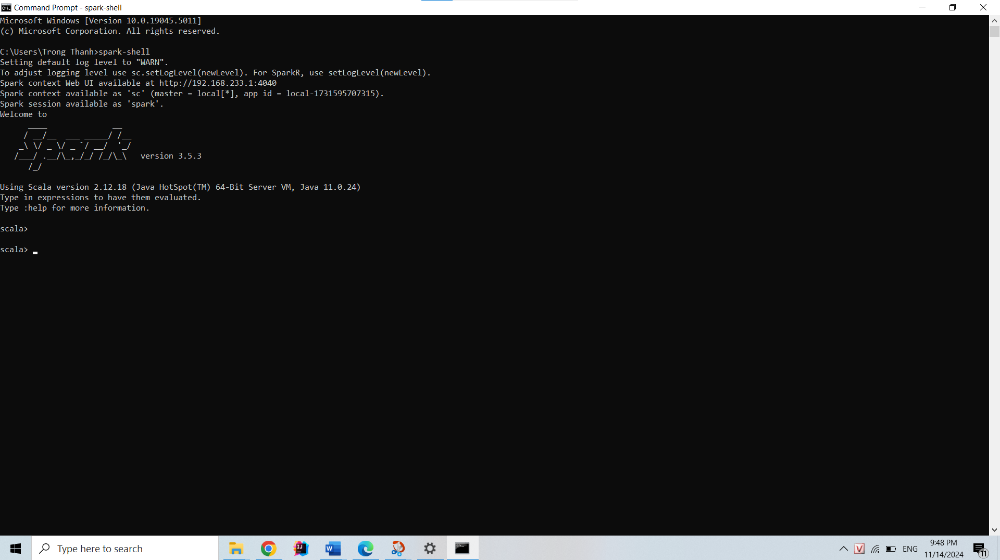 Command Prompt - spark-shell
Microsoft Windows [Version 10.0.19045.5011]
(c) Microsoft Corporation. All rights reserved.
C:\Users\Trong Thanh>spark-shell
Setting default log level to "WARN".
To adjust logging level use sc.setLogLevel(newLevel). For SparkR, use setLogLevel(newLevel).
Spark context Web UI available at http://192.168.233.1:4040
Spark context available as 'sc' (master = local[*], app id = local-1731595707315).
Spark session available as 'spark'.
Welcome to
      ____              __
     / __/__  ___ _____/ /__
    _\ \/ _ \/ _ `/ __/  '_/
   /___/ .__/\_,_/_/ /_/\_\   version 3.5.3
      /_/
Using Scala version 2.12.18 (Java HotSpot(TM) 64-Bit Server VM, Java 11.0.24)
Type in expressions to have them evaluated.
Type :help for more information.
scala>
scala>
Type here to search
ENG
9:48 PM
11/14/2024
11